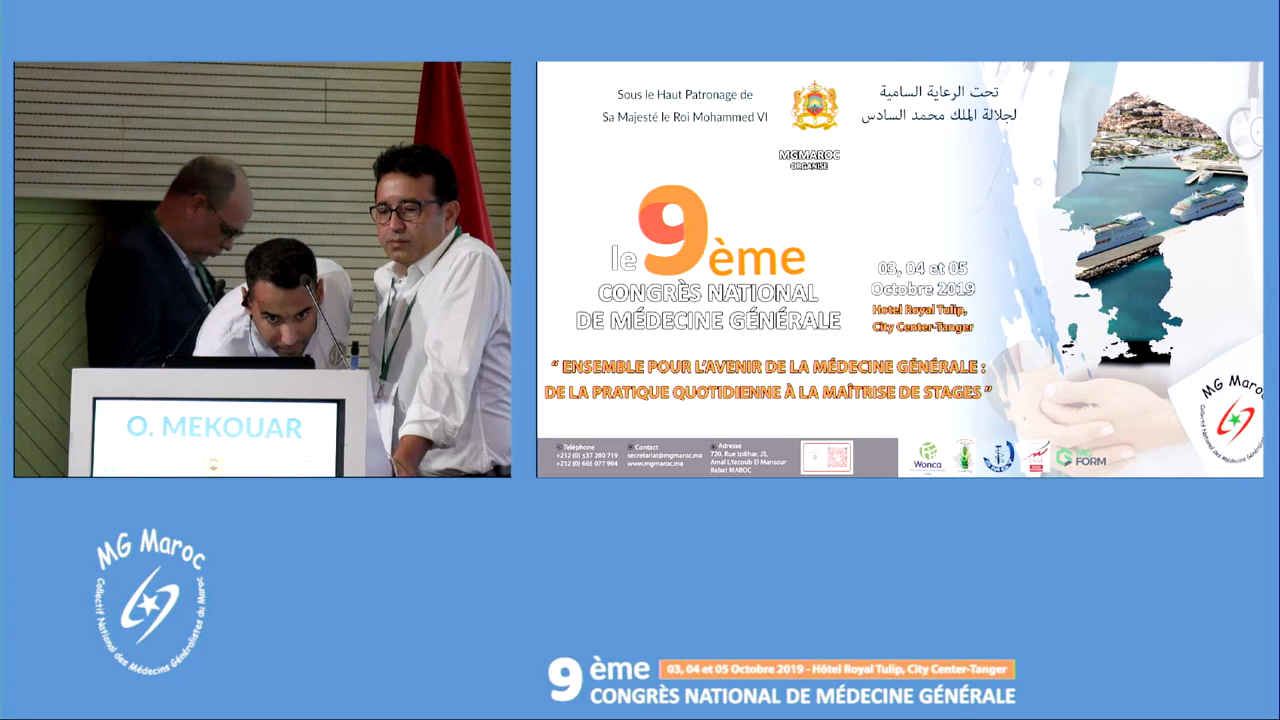 O. MEKOUAR
Sous le Haut Patronage de
Sa Majesté le Roi Mohammed VI
تحت الرعاية السامية
لجلالة الملك محمد السادس
MGMAROC
ORGANISE
le 9ème
CONGRÈS NATIONAL
DE MÉDECINE GÉNÉRALE
03, 04 et 05
Octobre 2019
Hotel Royal Tulip,
City Center-Tanger
“ ENSEMBLE POUR L'AVENIR DE LA MÉDECINE GÉNÉRALE :
DE LA PRATIQUE QUOTIDIENNE À LA MAÎTRISE DE STAGES ”
Téléphone
+212 (0) 537 280 719
+212 (0) 665 077 994
Contact
secretariat@mgmaroc.ma
www.mgmaroc.ma
Adresse
720, Rue Izdihar, J5,
Amal I,Yacoub El Mansour
Rabat MAROC
Wonca
FORM
MG Maroc
MG Maroc
Collectif National des Médecins Généralistes du Maroc
9 ème
03, 04 et 05 Octobre 2019 - Hôtel Royal Tulip, City Center-Tanger
CONGRÈS NATIONAL DE MÉDECINE GÉNÉRALE